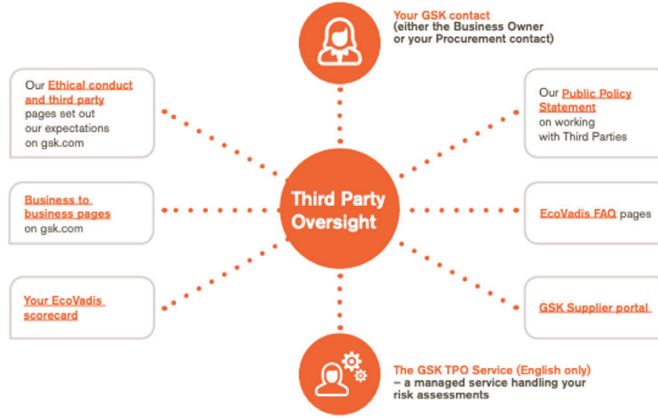 Your GSK contact
(either the Business Owner
or your Procurement contact)
Our Ethical conduct
and third party
pages set out
our expectations
on gsk.com
Our Public Policy
Statement
on working
with Third Parties
Business to
business pages
on gsk.com
Third Party
Oversight
EcoVadis FAQ pages
Your EcoVadis
scorecard
GSK Supplier portal
The GSK TPO Service (English only)
– a managed service handling your
risk assessments